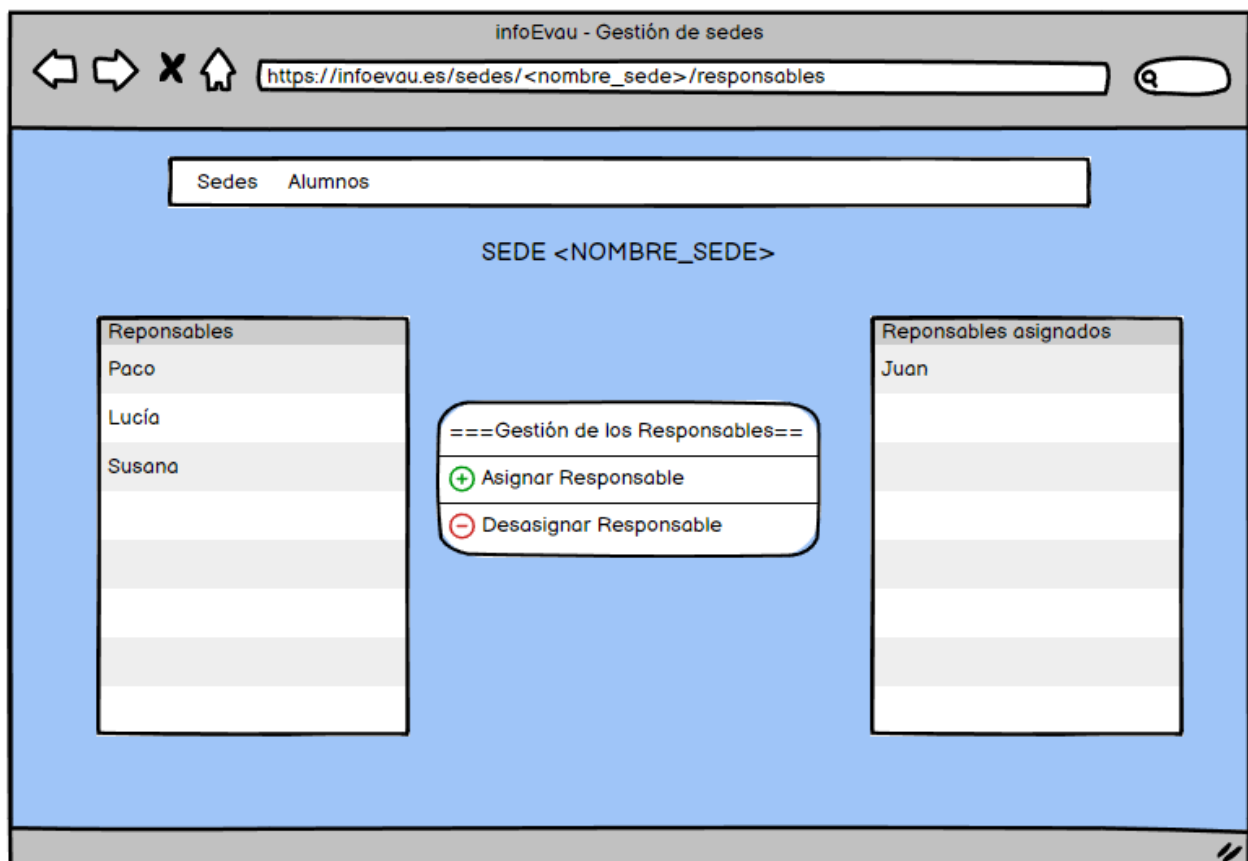 infoEvau - Gestión de sedes
https://infoevau.es/sedes/<nombre_sede>/responsables
Sedes Alumnos
SEDE <NOMBRE_SEDE>
Reponsables
Paco
Lucía
Susana
===Gestión de los Responsables==
Asignar Responsable
Desasignar Responsable
Reponsables asignados
Juan